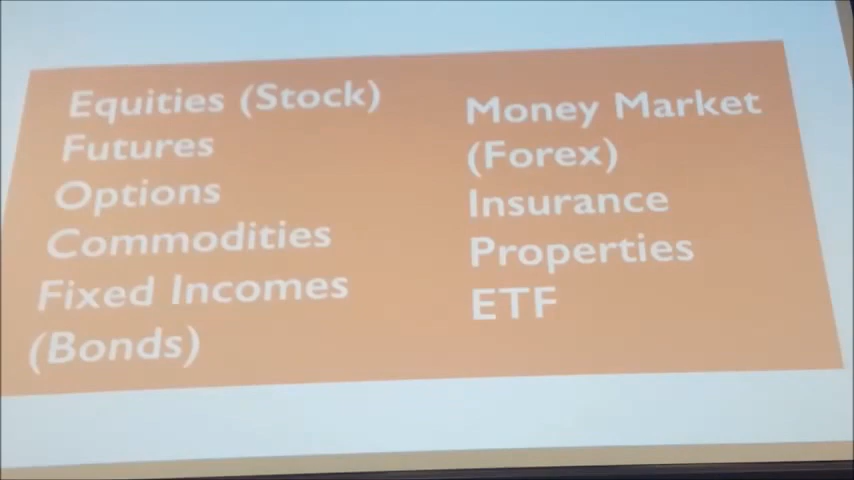 Equities (Stock)
Futures
Options
Commodities
Fixed Incomes
(Bonds)
Money Market
(Forex)
Insurance
Properties
ETF